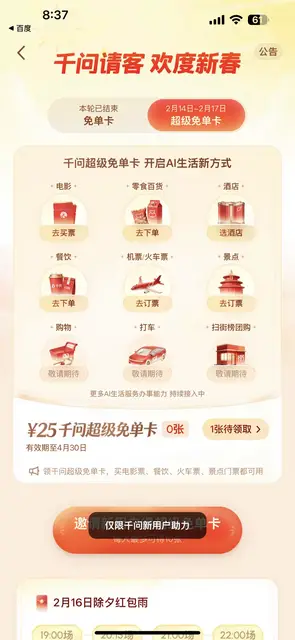 8:37
61
百度
公告
千问请客 欢度新春
本轮已结束
免单卡
2月14日~2月17日
超级免单卡
千问超级免单卡 开启AI生活新方式
电影 零食百货 酒店
去买票 去下单 选酒店
餐饮 机票/火车票 景点
去下单 去订票 去订票
购物 打车 扫街榜团购
敬请期待 敬请期待 敬请期待
更多AI生活服务办事能力 持续接入中
¥25千问超级免单卡 0张 1张待领取
有效期至4月30日
领千问超级免单卡，买电影票、餐饮、火车票、景点门票都可用
仅限千问新用户助力
2月16日除夕红包雨
19:00场 20:15场 21:00场 22:00场